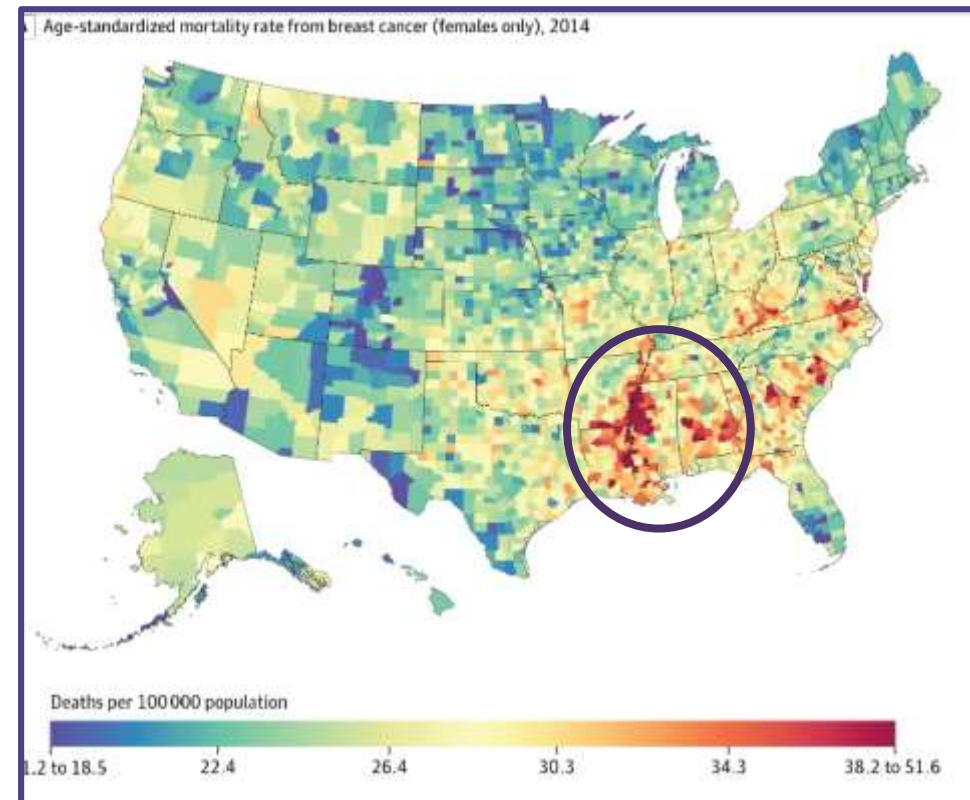 Age-standardized mortality rate from breast cancer (females only), 2014
Deaths per 100 000 population
1.2 to 18.5 22.4 26.4 30.3 34.3 38.2 to 51.6